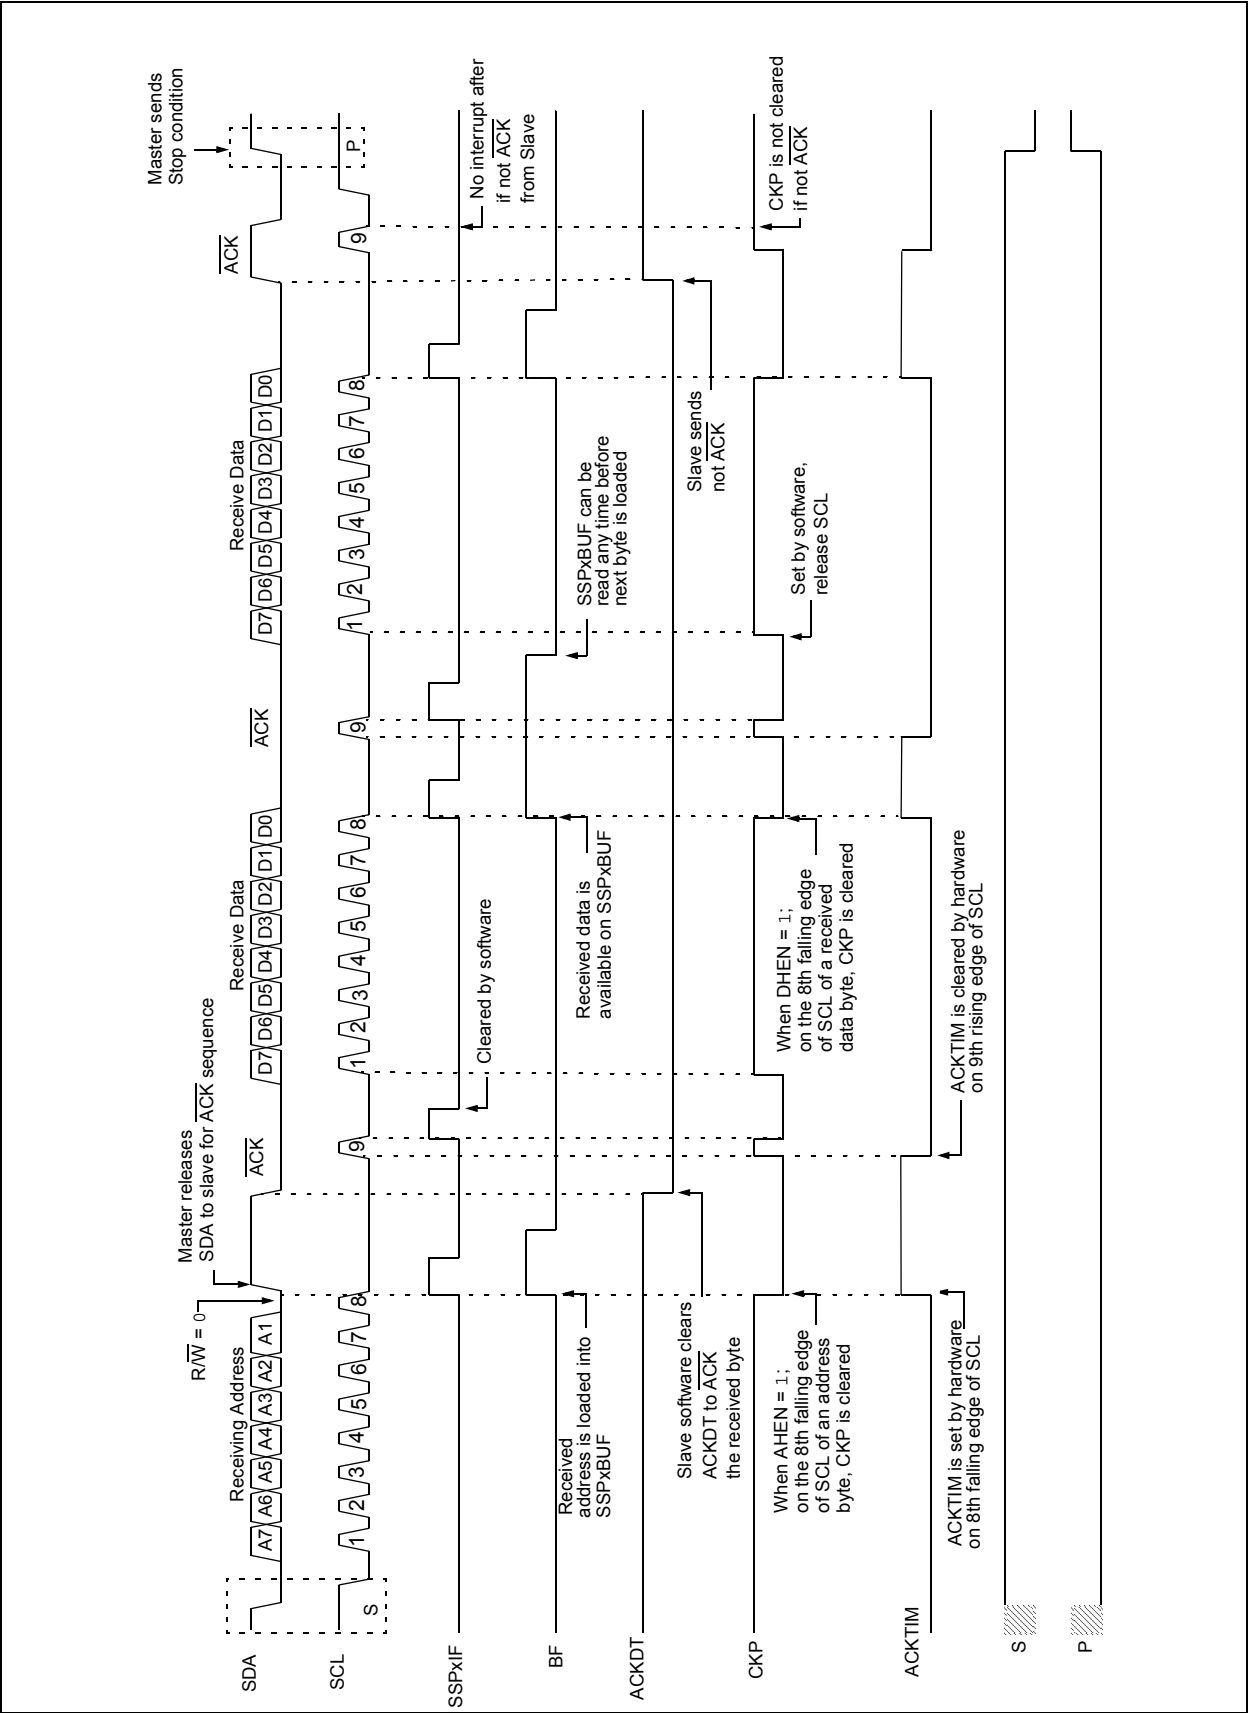 Master releases
SDA to slave for ACK sequence
Master sends
Stop condition
R/W = 0
Receiving Address
ACK
Receive Data
ACK
Receive Data
ACK
SDA
A7 A6 A5 A4 A3 A2 A1
D7 D6 D5 D4 D3 D2 D1 D0
D7 D6 D5 D4 D3 D2 D1 D0
SCL
S
1 2 3 4 5 6 7 8 9
1 2 3 4 5 6 7 8 9
1 2 3 4 5 6 7 8 9
P
SSPxIF
Cleared by software
No interrupt after
if not ACK
from Slave
BF
Received
address is loaded into
SSPxBUF
Received data is
available on SSPxBUF
SSPxBUF can be
read any time before
next byte is loaded
ACKDT
Slave software clears
ACKDT to ACK
the received byte
Slave sends
not ACK
CKP
When AHEN = 1;
on the 8th falling edge
of SCL of an address
byte, CKP is cleared
When DHEN = 1;
on the 8th falling edge
of SCL of a received
data byte, CKP is cleared
Set by software,
release SCL
CKP is not cleared
if not ACK
ACKTIM
ACKTIM is set by hardware
on 8th falling edge of SCL
ACKTIM is cleared by hardware
on 9th rising edge of SCL
S
P